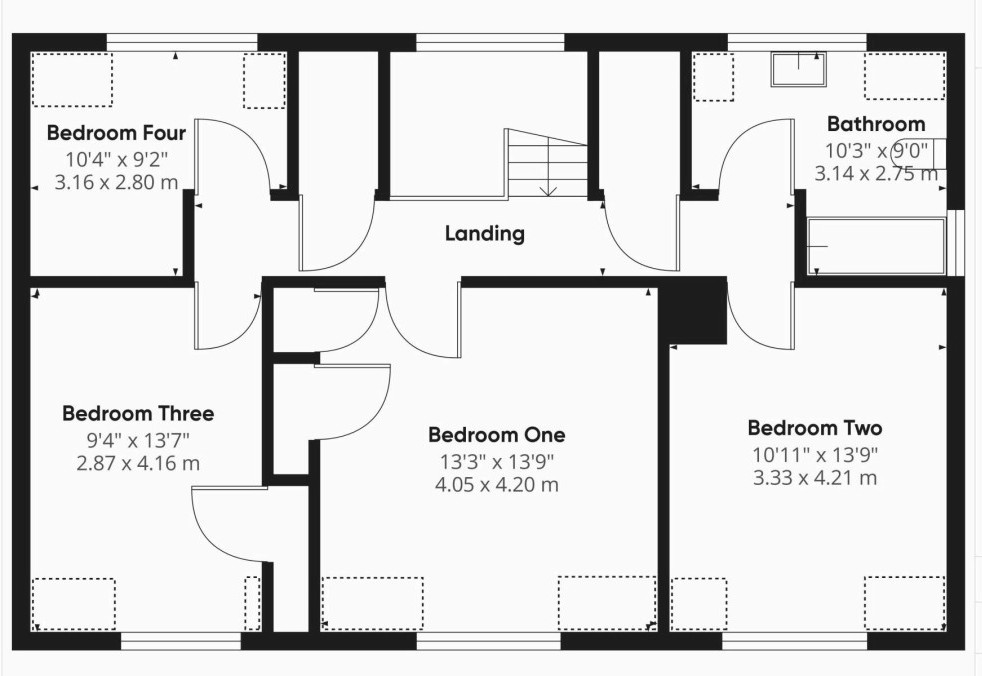 Bedroom Four
10'4" x 9'2"
3.16 x 2.80 m
Bathroom
10'3" x 9'0"
3.14 x 2.75 m
Landing
Bedroom Three
9'4" x 13'7"
2.87 x 4.16 m
Bedroom One
13'3" x 13'9"
4.05 x 4.20 m
Bedroom Two
10'11" x 13'9"
3.33 x 4.21 m